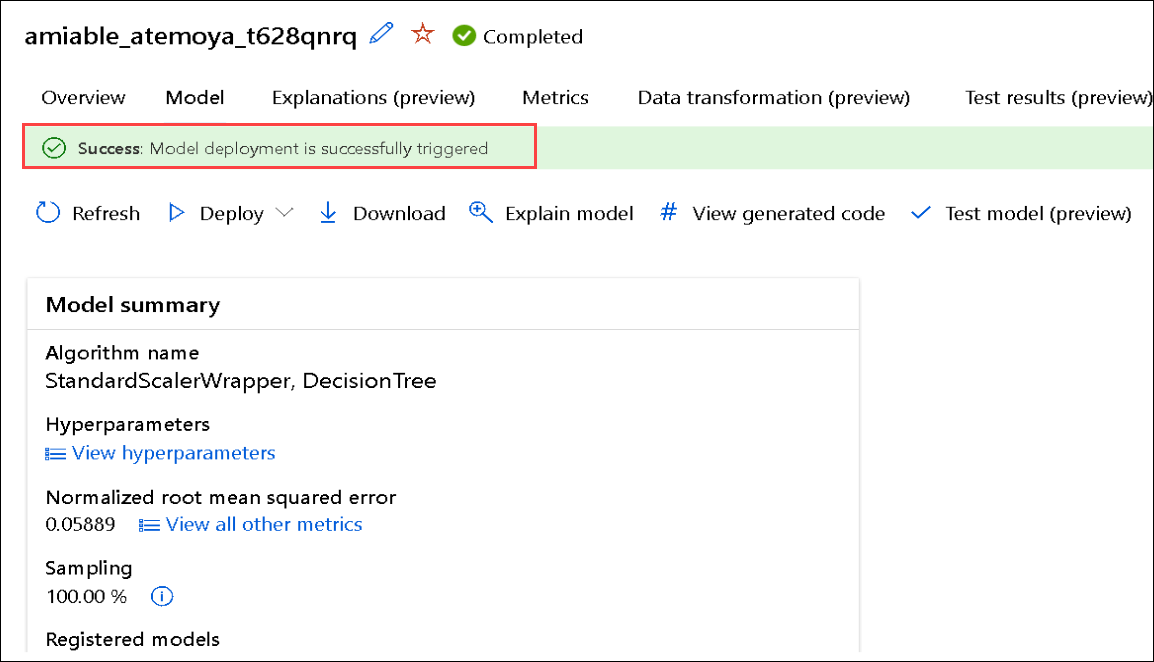 amiable_atemoya_t628qnrq Completed
Overview Model Explanations (preview) Metrics Data transformation (preview) Test results (preview)
Success: Model deployment is successfully triggered
Refresh Deploy Download Explain model # View generated code Test model (preview)
Model summary
Algorithm name
StandardScalerWrapper, DecisionTree
Hyperparameters
View hyperparameters
Normalized root mean squared error
0.05889 View all other metrics
Sampling
100.00 %
Registered models